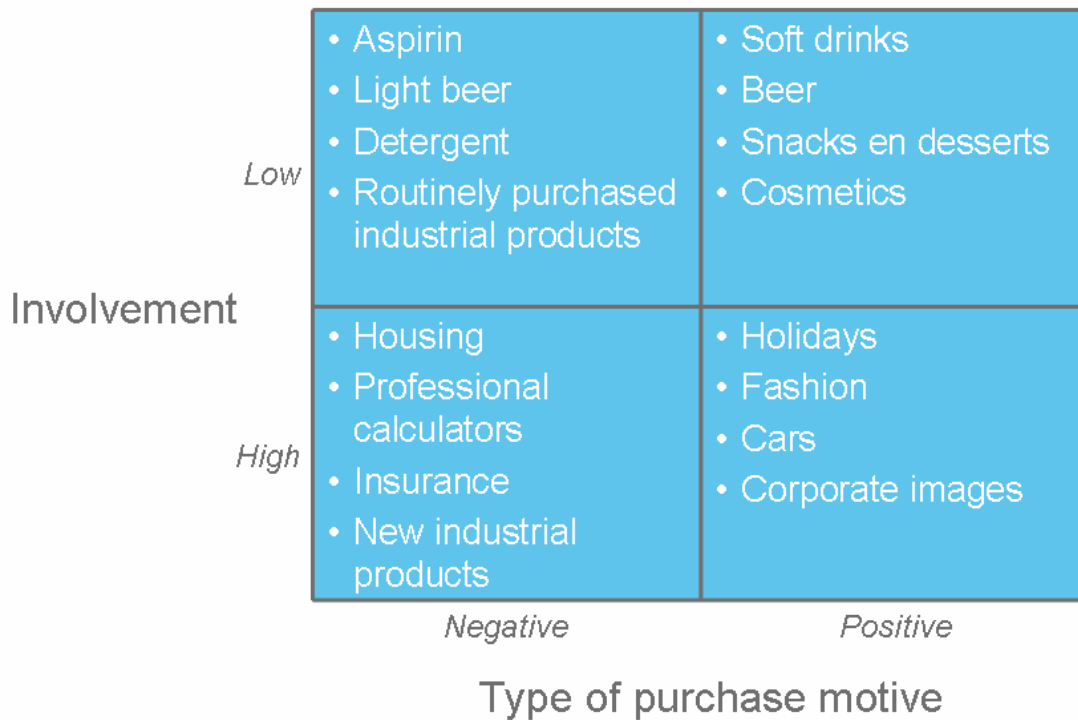 • Aspirin
• Light beer
• Detergent
• Routinely purchased
industrial products
• Soft drinks
• Beer
• Snacks en desserts
• Cosmetics
Low
Involvement
• Housing
• Professional
calculators
• Insurance
• New industrial
products
• Holidays
• Fashion
• Cars
• Corporate images
High
Negative
Positive
Type of purchase motive